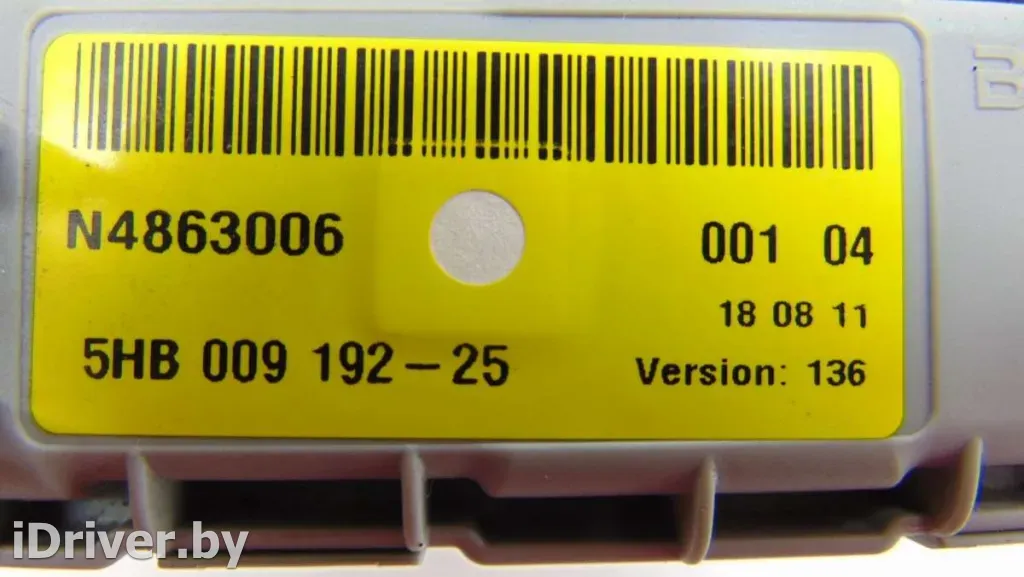 N4863006
001 04
18 08 11
5HB 009 192-25
Version: 136
iDriver.by